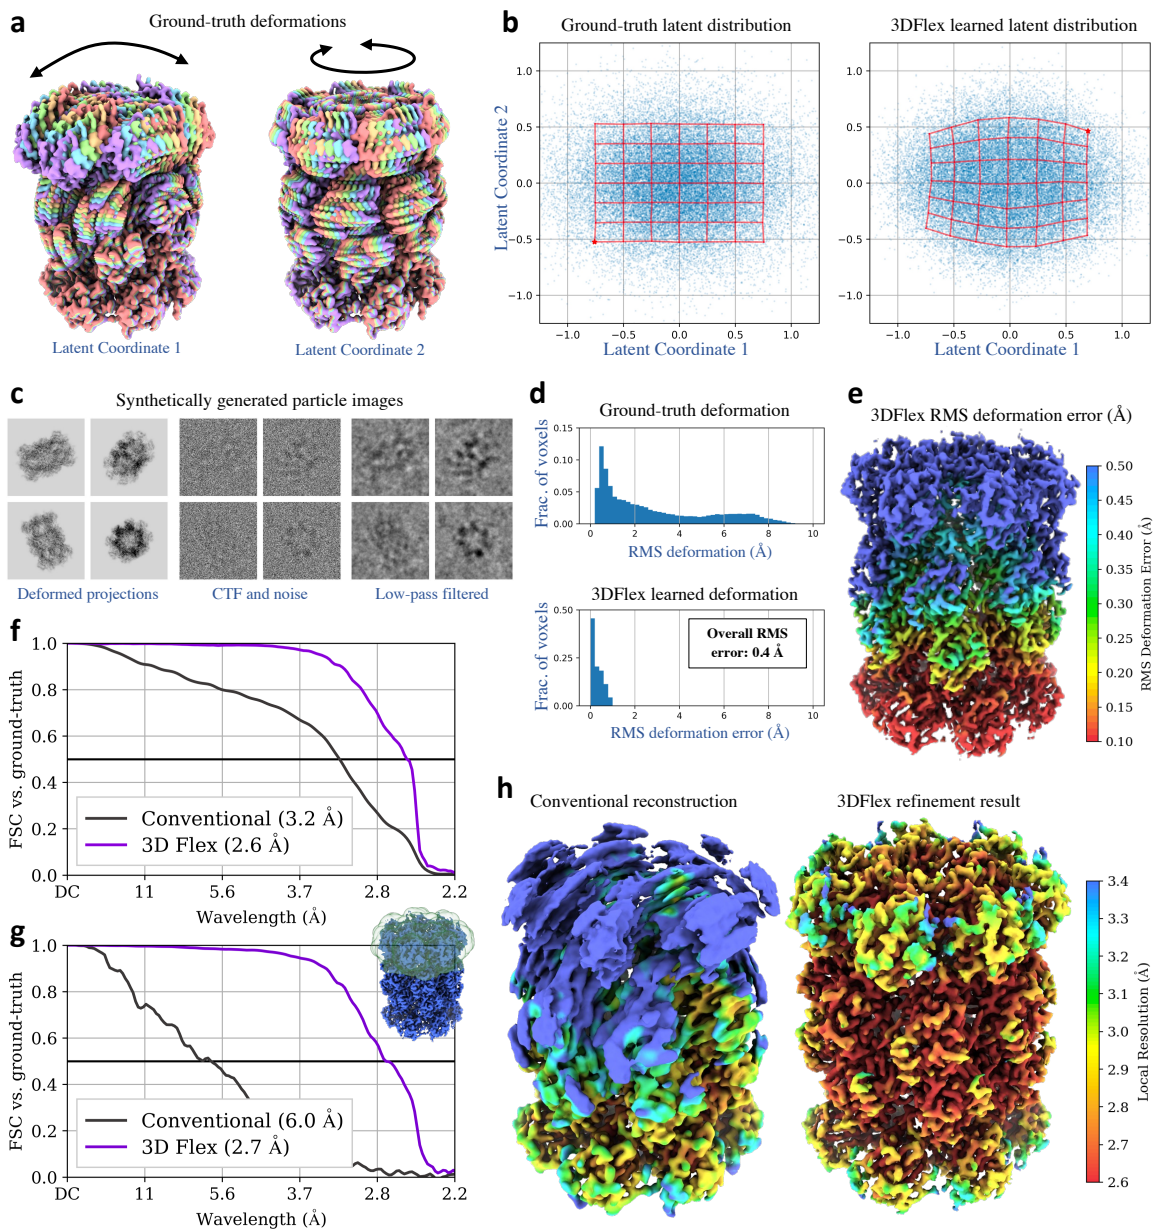 a
Ground-truth deformations
Latent Coordinate 1
Latent Coordinate 2
b
Ground-truth latent distribution
3DFlex learned latent distribution
Latent Coordinate 2
1.0
0.5
0.0
−0.5
−1.0
−1.0 −0.5 0.0 0.5 1.0
Latent Coordinate 1
1.0
0.5
0.0
−0.5
−1.0
−1.0 −0.5 0.0 0.5 1.0
Latent Coordinate 1
c
Synthetically generated particle images
Deformed projections
CTF and noise
Low-pass filtered
d
Ground-truth deformation
Frac. of voxels
0.15
0.10
0.05
0.00
0 2 4 6 8 10
RMS deformation (Å)
3DFlex learned deformation
Frac. of voxels
0.50
0.25
0.00
Overall RMS
error: 0.4 Å
0 2 4 6 8 10
RMS deformation error (Å)
e
3DFlex RMS deformation error (Å)
0.50
0.45
0.40
0.35
0.30
0.25
0.20
0.15
0.10
RMS Deformation Error (Å)
f
FSC vs. ground-truth
1.0
0.8
0.6
0.4
0.2
0.0
Conventional (3.2 Å)
3D Flex (2.6 Å)
DC 11 5.6 3.7 2.8 2.2
Wavelength (Å)
g
FSC vs. ground-truth
1.0
0.8
0.6
0.4
0.2
0.0
Conventional (6.0 Å)
3D Flex (2.7 Å)
DC 11 5.6 3.7 2.8 2.2
Wavelength (Å)
h
Conventional reconstruction
3DFlex refinement result
3.4
3.3
3.2
3.1
3.0
2.9
2.8
2.7
2.6
Local Resolution (Å)